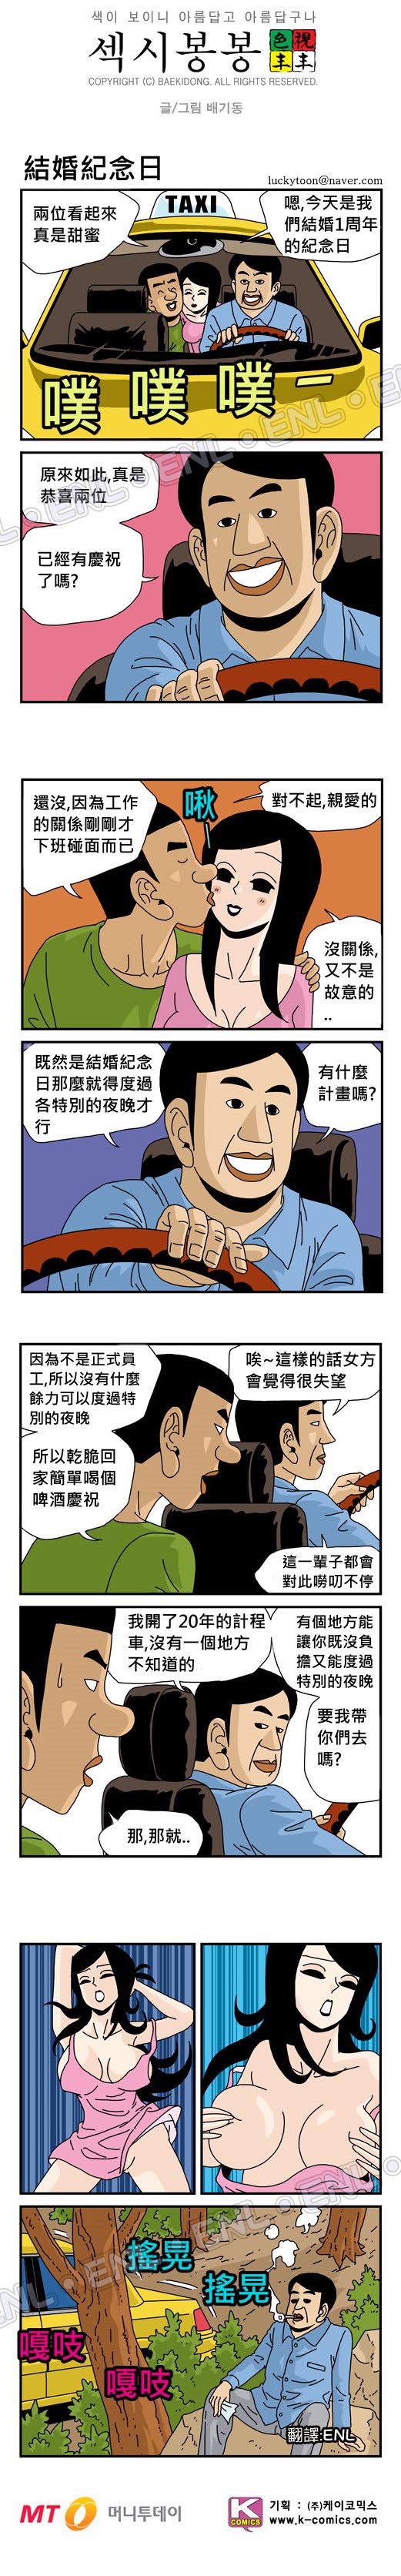 색이 보이니 아름답고 아름답구나
섹시봉봉
色視
丰丰
COPYRIGHT (C) BAEKIDONG. ALL RIGHTS RESERVED.
글/그림 배기동
結婚紀念日
luckytoon@naver.com
兩位看起來
真是甜蜜
TAXI
嗯,今天是我
們結婚1周年
的紀念日
噗 噗 噗 –
原來如此,真是
恭喜兩位
已經有慶祝
了嗎?
還沒,因為工作
的關係剛剛才
下班碰面而已
啾
對不起,親愛的
沒關係,
又不是
故意的
..
既然是結婚紀念
日那麼就得度過
各特別的夜晚才
行
有什麼
計畫嗎?
因為不是正式員
工,所以沒有什麼
餘力可以度過特
別的夜晚
所以乾脆回
家簡單喝個
啤酒慶祝
唉~這樣的話女方
會覺得很失望
這一輩子都會
對此嘮叨不停
我開了20年的計程
車,沒有一個地方
不知道的
有個地方能
讓你既沒負
擔又能度過
特別的夜晚
要我帶
你們去
嗎?
那,那就..
搖晃
搖晃
嘎吱
嘎吱
翻譯:ENL
ENL • ENL • ENL • ENL
ENL • ENL • ENL • ENL
MT 머니투데이
K COMICS
기획 : (주)케이코믹스
www.k-comics.com